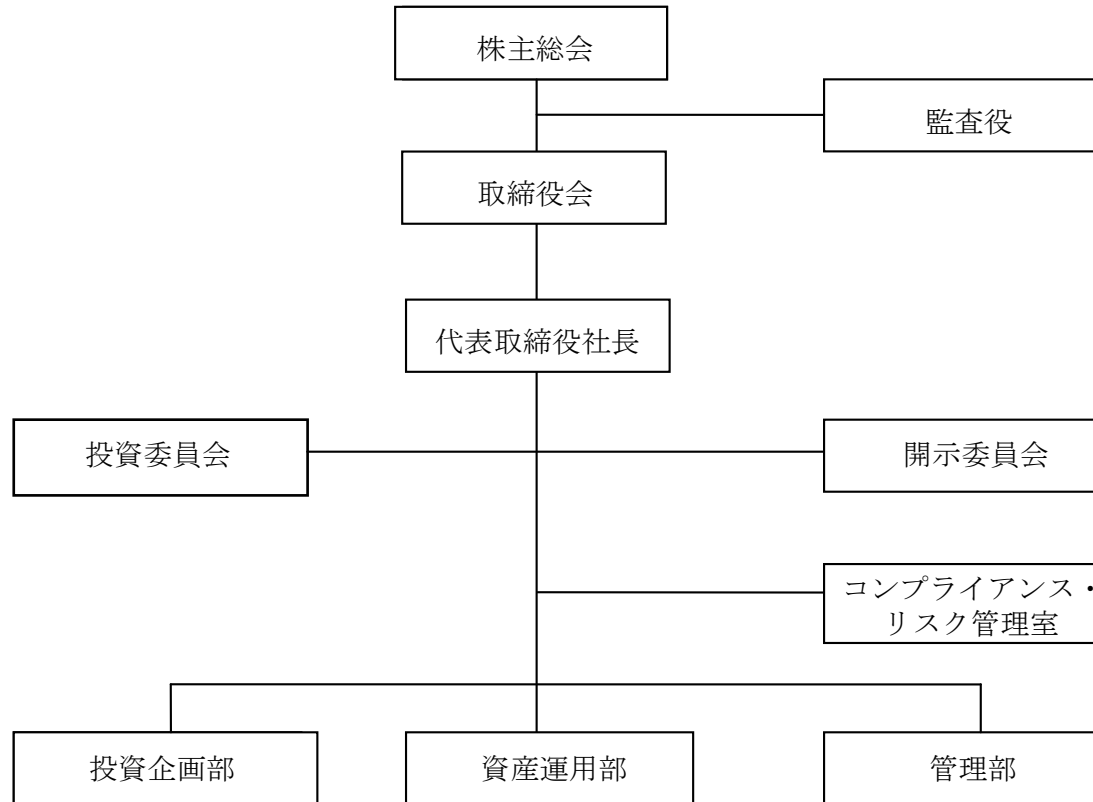 株主総会
監査役
取締役会
代表取締役社長
投資委員会
開示委員会
コンプライアンス・
リスク管理室
投資企画部
資産運用部
管理部